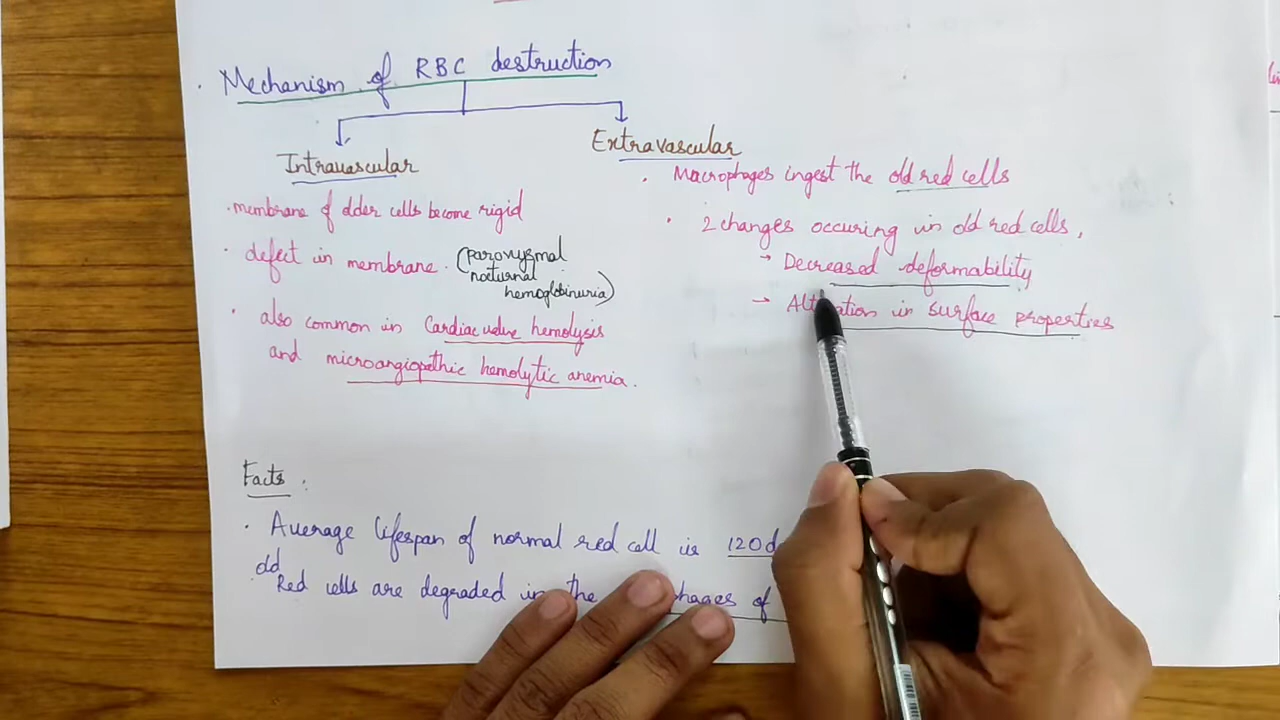 Mechanism of RBC destruction
Intravascular
membrane of older cells become rigid
defect in membrane. (paroxysmal
nocturnal
hemoglobinuria)
also common in Cardiac valve hemolysis
and microangiopathic hemolytic anemia.
Extravascular
Macrophages ingest the old red cells
2 changes occuring in old red cells,
→ Decreased deformability
→ Alteration in surface properties
Facts:
Average lifespan of normal red cell is 120
old
Red cells are degraded in the of